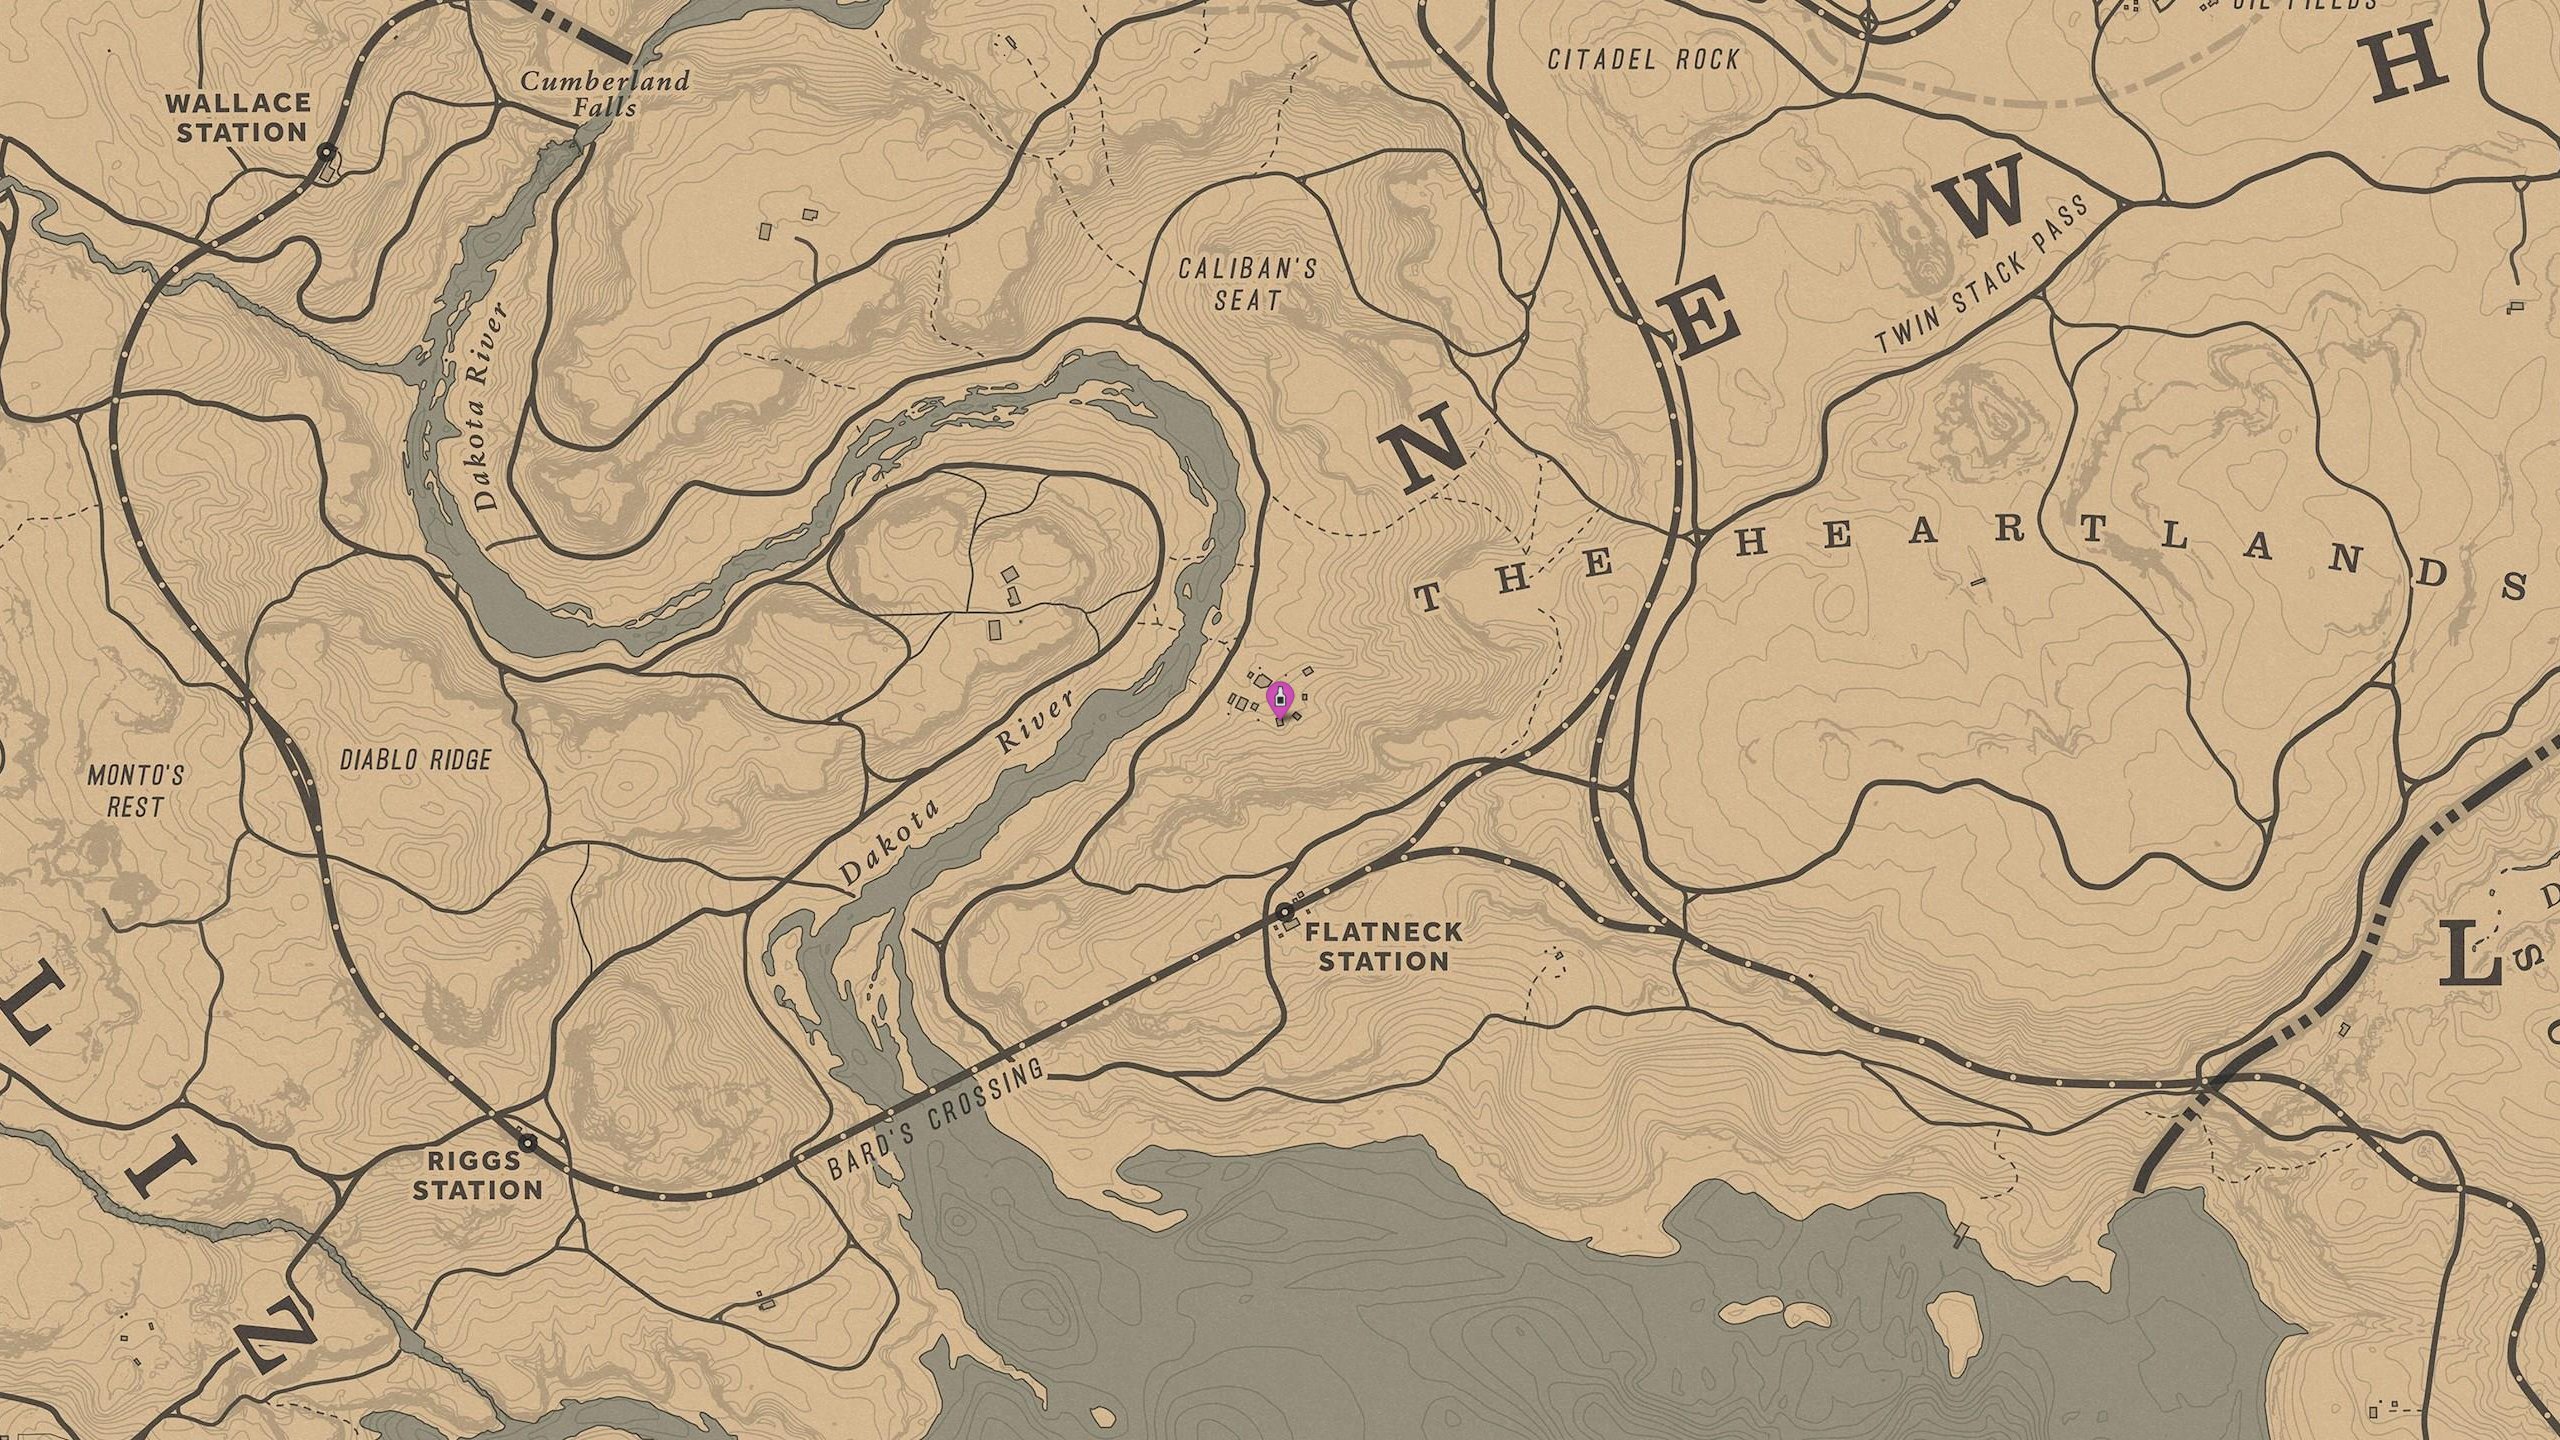 OIL FIELDS
CITADEL ROCK
H
WALLACE
STATION
Cumberland
Falls
W
TWIN STACK PASS
CALIBAN'S
SEAT
E
Dakota River
N
THE HEARTLANDS
MONTO'S
REST
DIABLO RIDGE
Dakota River
FLATNECK
STATION
L
D
S
L
I
N
BARD'S CROSSING
RIGGS
STATION